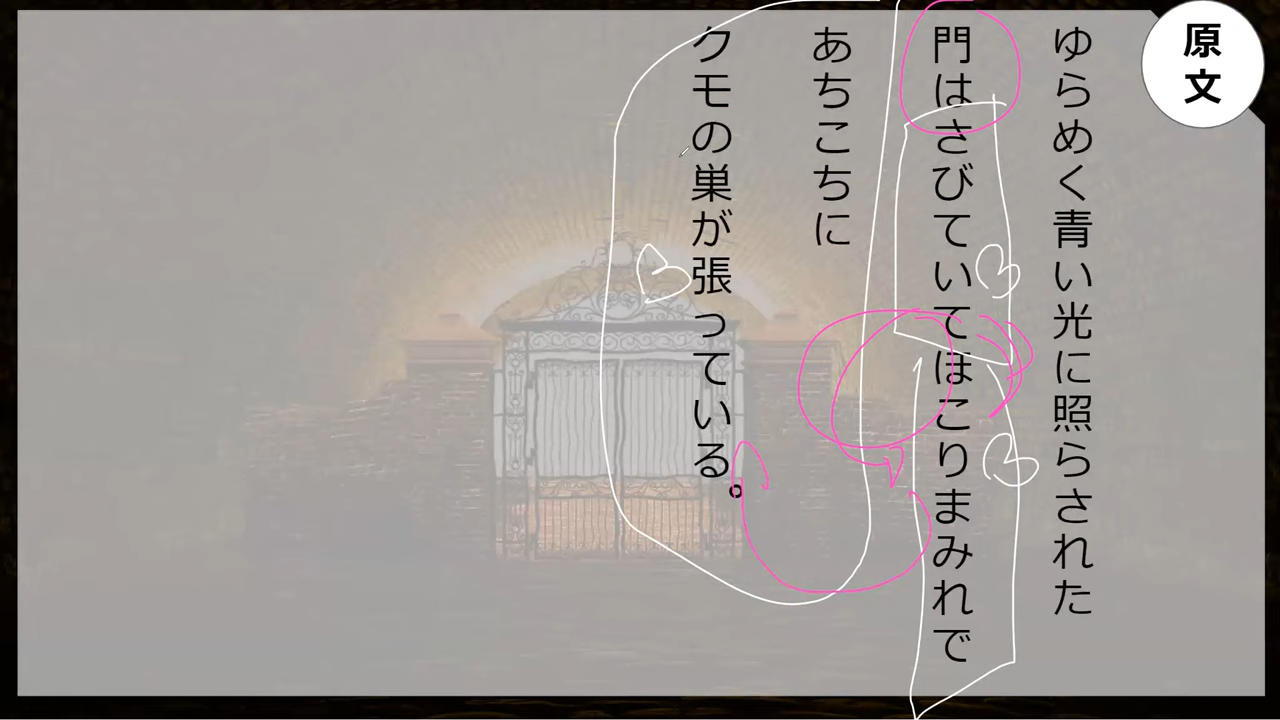 原文
ゆらめく青い光に照らされた
門はさびていてほこりまみれで
あちこちに
クモの巣が張っている。